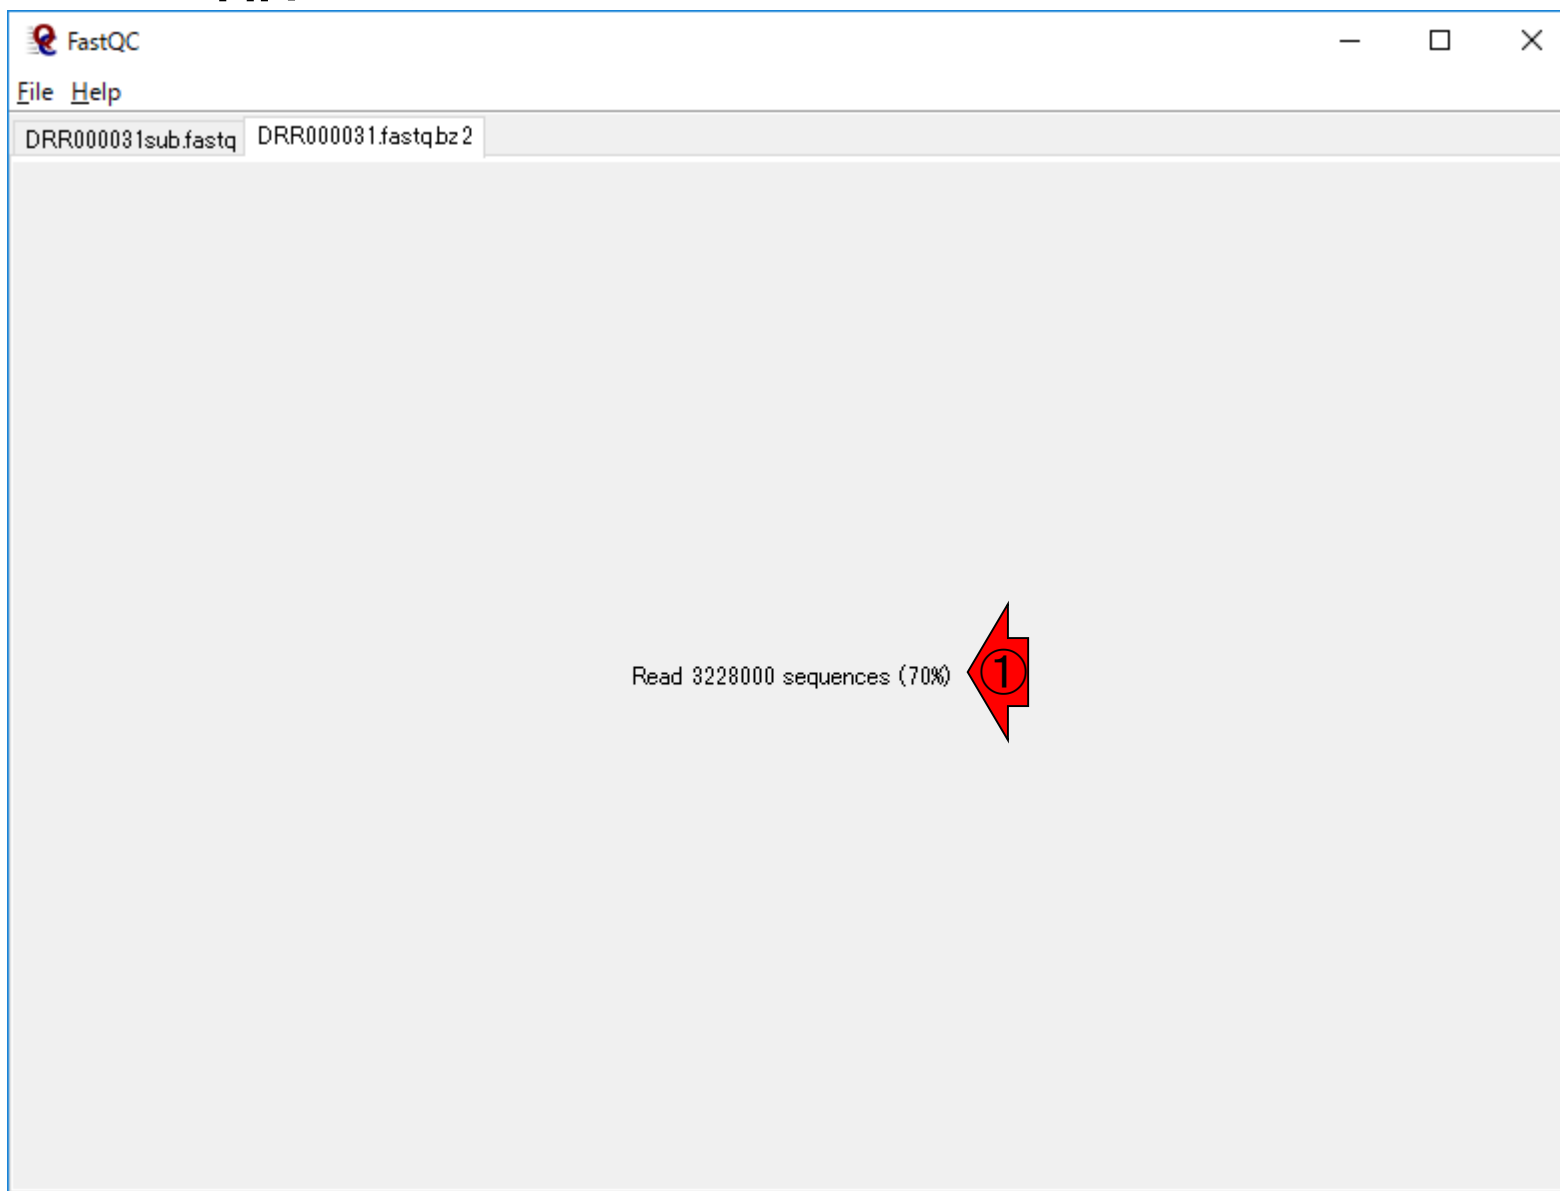 FastQC
File Help
DRR000031sub.fastq DRR000031.fastq.bz2
Read 3228000 sequences (70%) ①